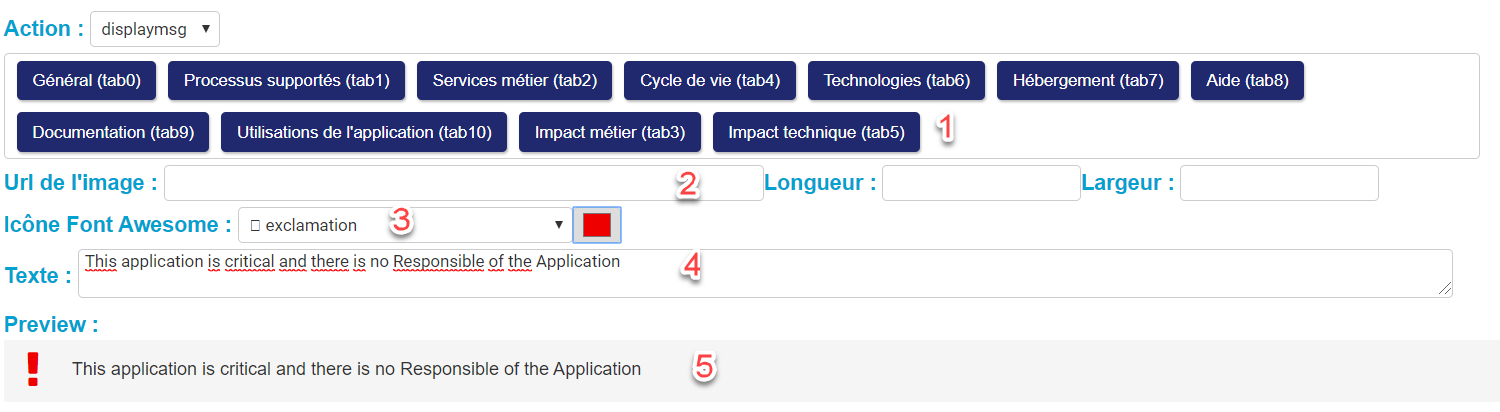 Action : displaymsg
Général (tab0) Processus supportés (tab1) Services métier (tab2) Cycle de vie (tab4) Technologies (tab6) Hébergement (tab7) Aide (tab8)
Documentation (tab9) Utilisations de l'application (tab10) Impact métier (tab3) Impact technique (tab5) 1
Url de l'image : 2 Longueur : Largeur :
Icône Font Awesome : exclamation 3
Texte : This application is critical and there is no Responsible of the Application 4
Preview :
This application is critical and there is no Responsible of the Application 5